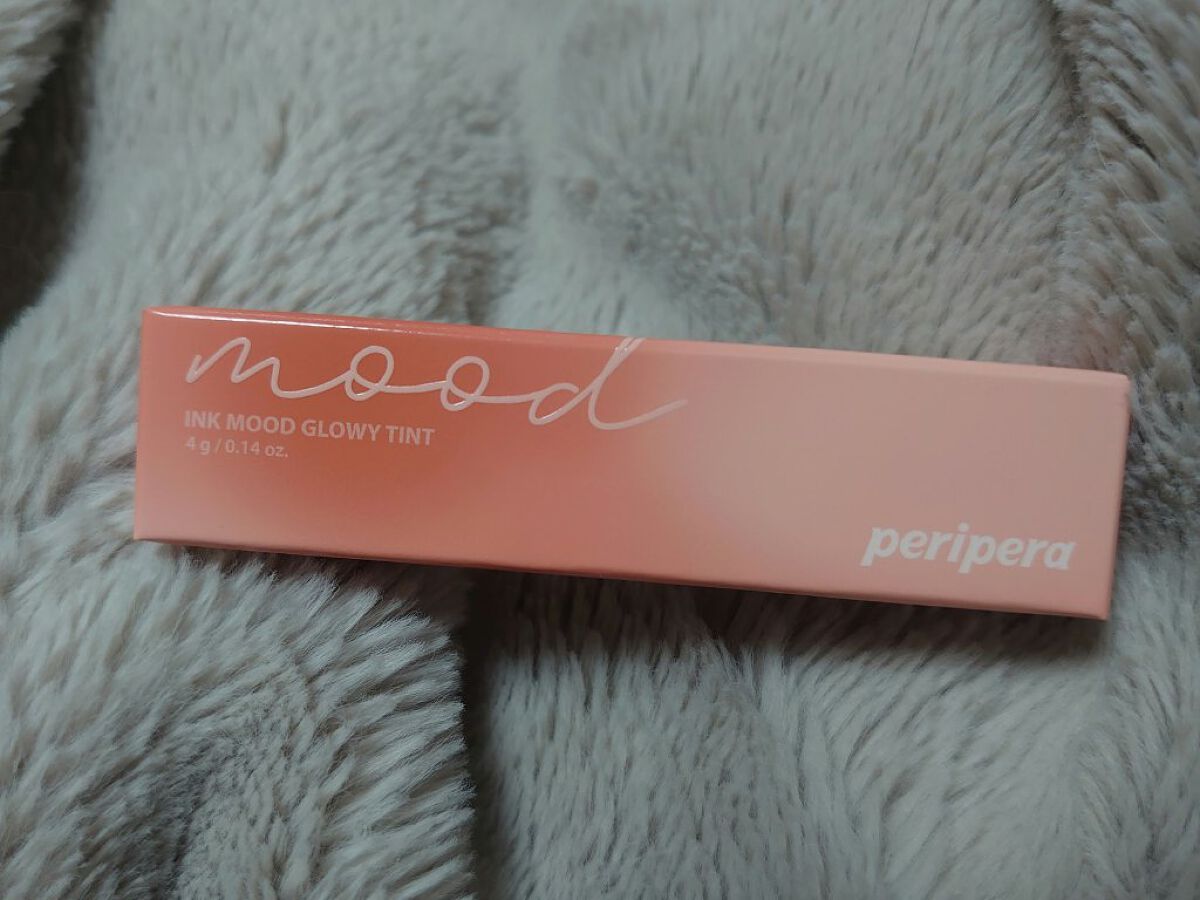 mood
INK MOOD GLOWY TINT
4 g / 0.14 oz.
peripera